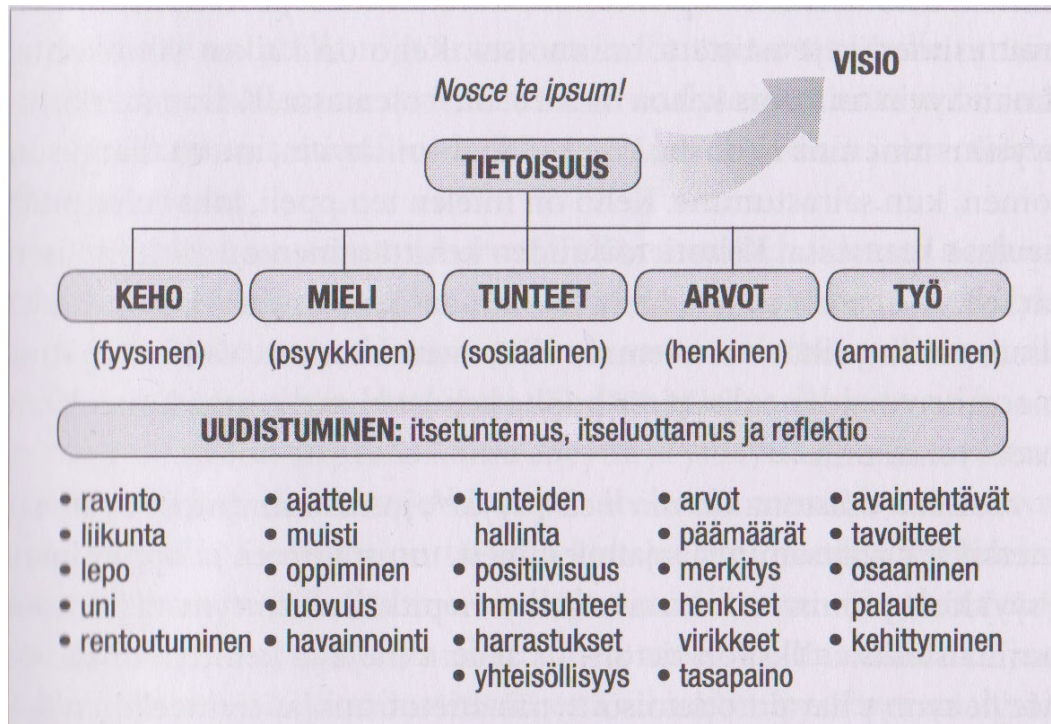 VISIO
Nosce te ipsum!
TIETOISUUS
KEHO MIELI TUNTEET ARVOT TYÖ
(fyysinen) (psyykkinen) (sosiaalinen) (henkinen) (ammatillinen)
UUDISTUMINEN: itsetuntemus, itseluottamus ja reflektio
• ravinto
• liikunta
• lepo
• uni
• rentoutuminen
• ajattelu
• muisti
• oppiminen
• luovuus
• havainnointi
• tunteiden
hallinta
• positiivisuus
• ihmissuhteet
• harrastukset
• yhteisöllisyys
• arvot
• päämäärät
• merkitys
• henkiset
virikkeet
• tasapaino
• avaintehtävät
• tavoitteet
• osaaminen
• palaute
• kehittyminen